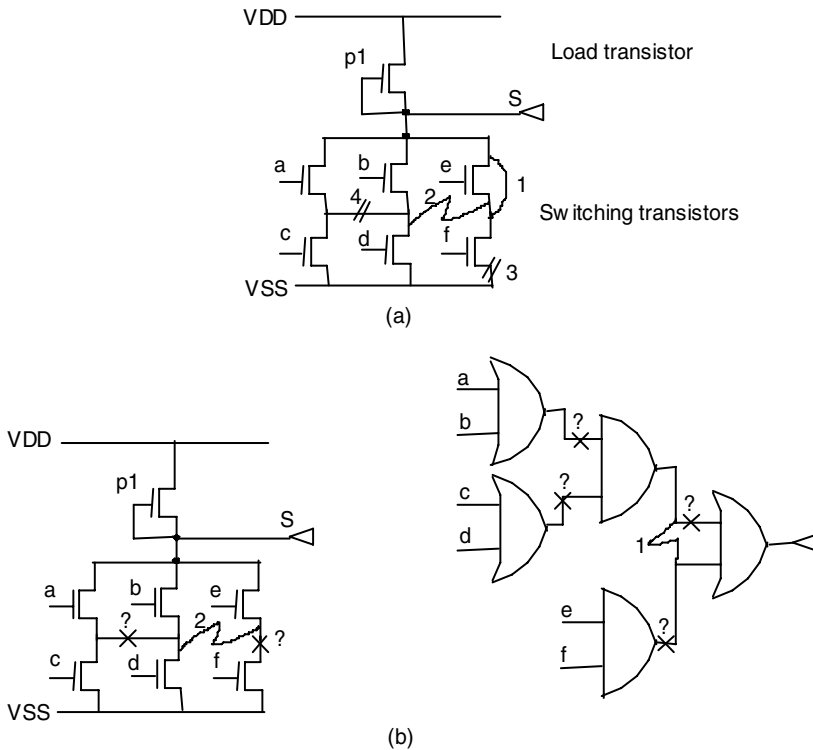 VDD
Load transistor
p1
S
a
b
e
1
4
2
Switching transistors
c
d
f
3
VSS
(a)
a
b
?
VDD
p1
c
?
?
S
d
1
a
b
e
?
2
?
e
?
c
d
f
f
VSS
(b)